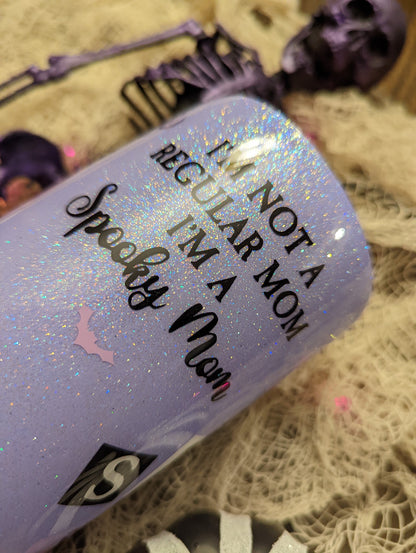 I'M NOT A
REGULAR MOM
I'M A
Spooky Mom
S